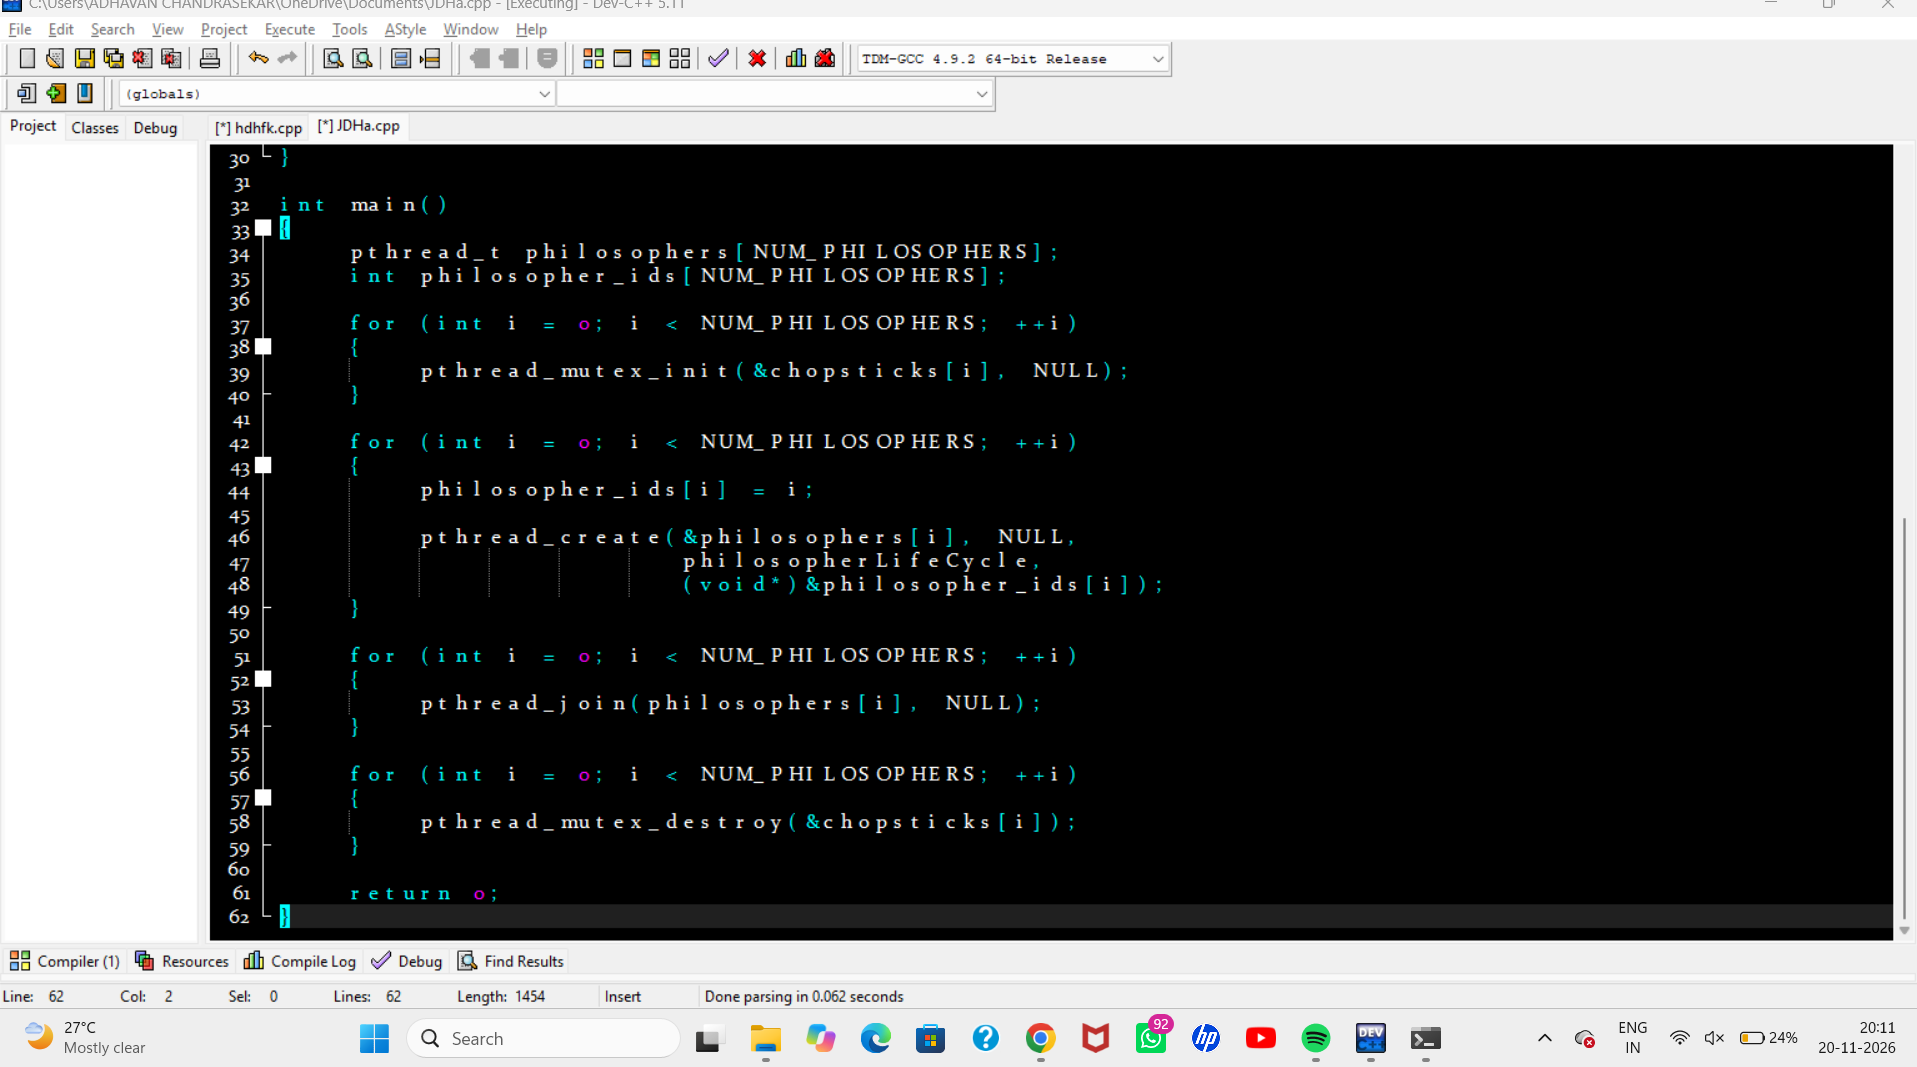 C:\Users\ADHAVAN CHANDRASEKAR\OneDrive\Documents\JDHa.cpp - [Executing] - Dev-C++ 5.11
File Edit Search View Project Execute Tools AStyle Window Help
TDM-GCC 4.9.2 64-bit Release
(globals)
Project Classes Debug [*] hdhfk.cpp [*] JDHa.cpp
30 }
31
32 int main()
33 {
34 pthread_t philosophers[NUM_PHILOSOPHERS];
35 int philosopher_ids[NUM_PHILOSOPHERS];
36
37 for (int i = 0; i < NUM_PHILOSOPHERS; ++i)
38 {
39 pthread_mutex_init(&chopsticks[i], NULL);
40 }
41
42 for (int i = 0; i < NUM_PHILOSOPHERS; ++i)
43 {
44 philosopher_ids[i] = i;
45
46 pthread_create(&philosophers[i], NULL,
47 philosopherLifeCycle,
48 (void*)&philosopher_ids[i]);
49 }
50
51 for (int i = 0; i < NUM_PHILOSOPHERS; ++i)
52 {
53 pthread_join(philosophers[i], NULL);
54 }
55
56 for (int i = 0; i < NUM_PHILOSOPHERS; ++i)
57 {
58 pthread_mutex_destroy(&chopsticks[i]);
59 }
60
61 return 0;
62 }
Compiler (1) Resources Compile Log Debug Find Results
Line: 62 Col: 2 Sel: 0 Lines: 62 Length: 1454 Insert Done parsing in 0.062 seconds
27°C
Mostly clear
Search
92
hp
DEV
C++
24%
ENG
IN
20:11
20-11-2026